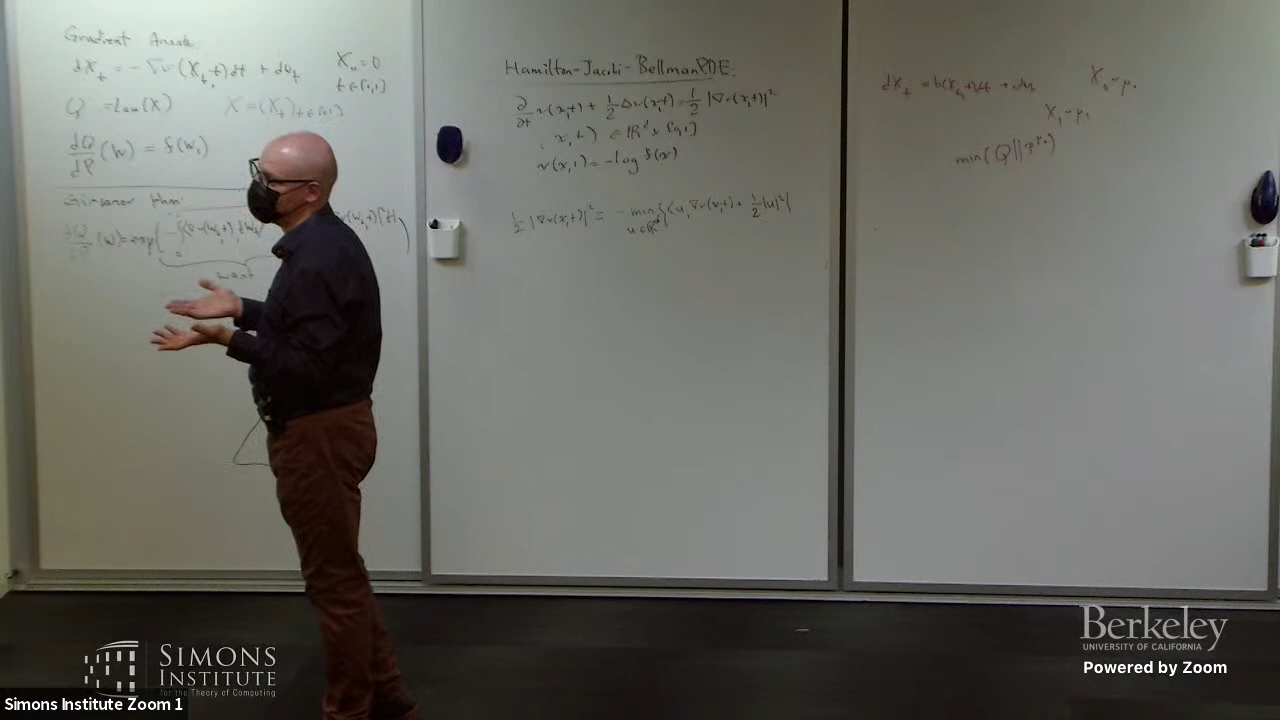 Gradient Ansatz
dX_t = -∇v(X_t,t)dt + dW_t
X_0 = 0
t ∈ [0,1]
Q = Law(X)
X = (X_t)_{t∈[0,1]}
dQ/dP (W) = f(W_1)
Girsanov thm:
(W) = exp{
want
Hamilton-Jacobi-Bellman PDE:
∂/∂t v(x,t) + 1/2 Δv(x,t) = 1/2 |∇v(x,t)|²
(x,t) ∈ ℝ^d × [0,1]
v(x,1) = -log f(x)
1/2 |∇v(x,t)|² = - min_{u∈ℝ^d} {⟨u, ∇v(x,t)⟩ + 1/2 |u|²}
dX_t = b(X_t,t)dt + dW_t
X_0 ~ μ_0
X_1 ~ μ_1
min (Q||P^{μ_0})
SIMONS
INSTITUTE
for the Theory of Computing
Berkeley
UNIVERSITY OF CALIFORNIA
Powered by Zoom
Simons Institute Zoom 1